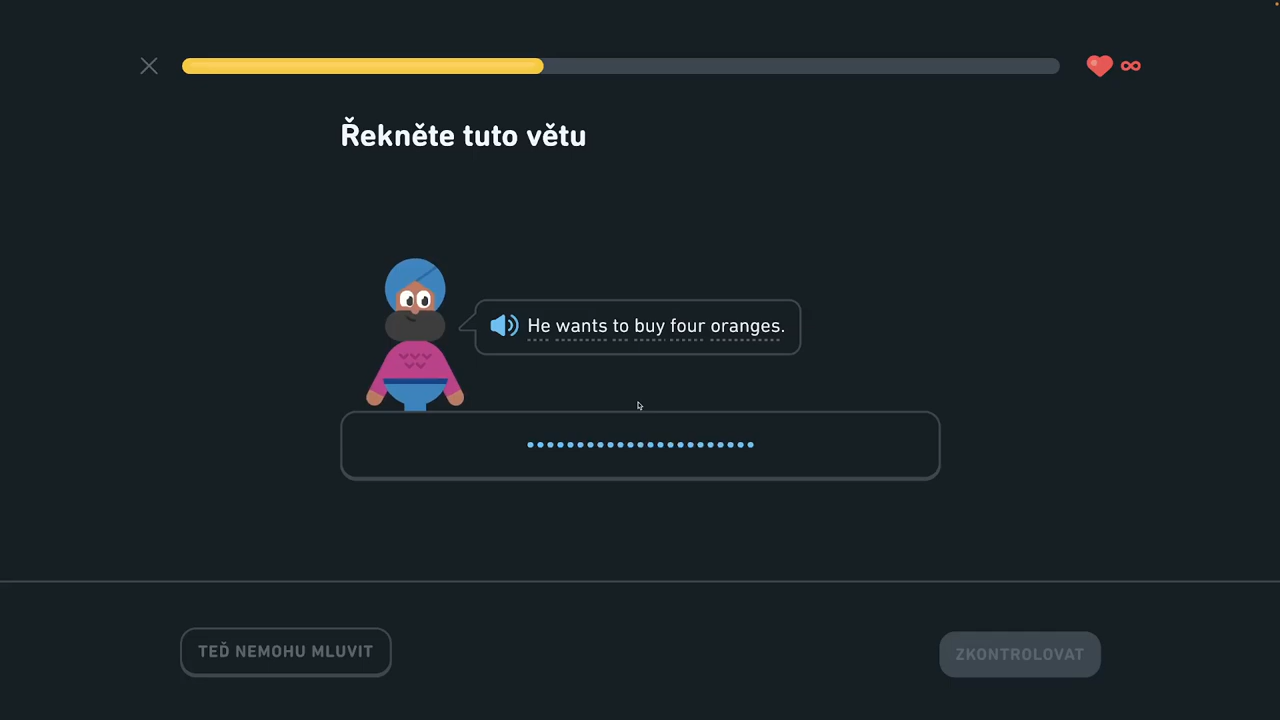 Řekněte tuto větu
He wants to buy four oranges.
TEĎ NEMOHU MLUVIT
ZKONTROLOVAT